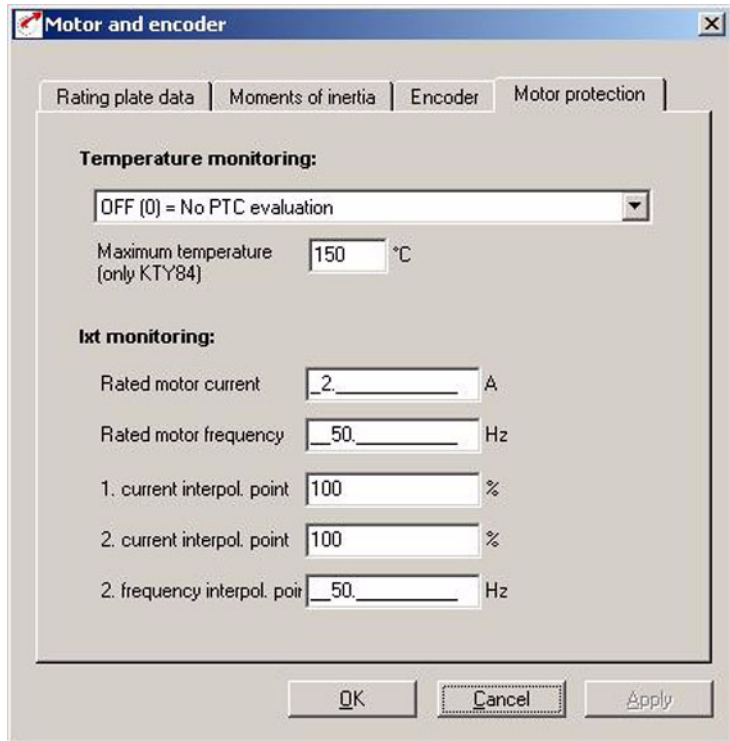 Motor and encoder
Rating plate data Moments of inertia Encoder Motor protection
Temperature monitoring:
OFF (0) = No PTC evaluation
Maximum temperature 150 °C
(only KTY84)
Ixt monitoring:
Rated motor current _2.___________ A
Rated motor frequency __50.__________ Hz
1. current interpol. point 100 %
2. current interpol. point 100 %
2. frequency interpol. poir __50.__________ Hz
OK Cancel Apply